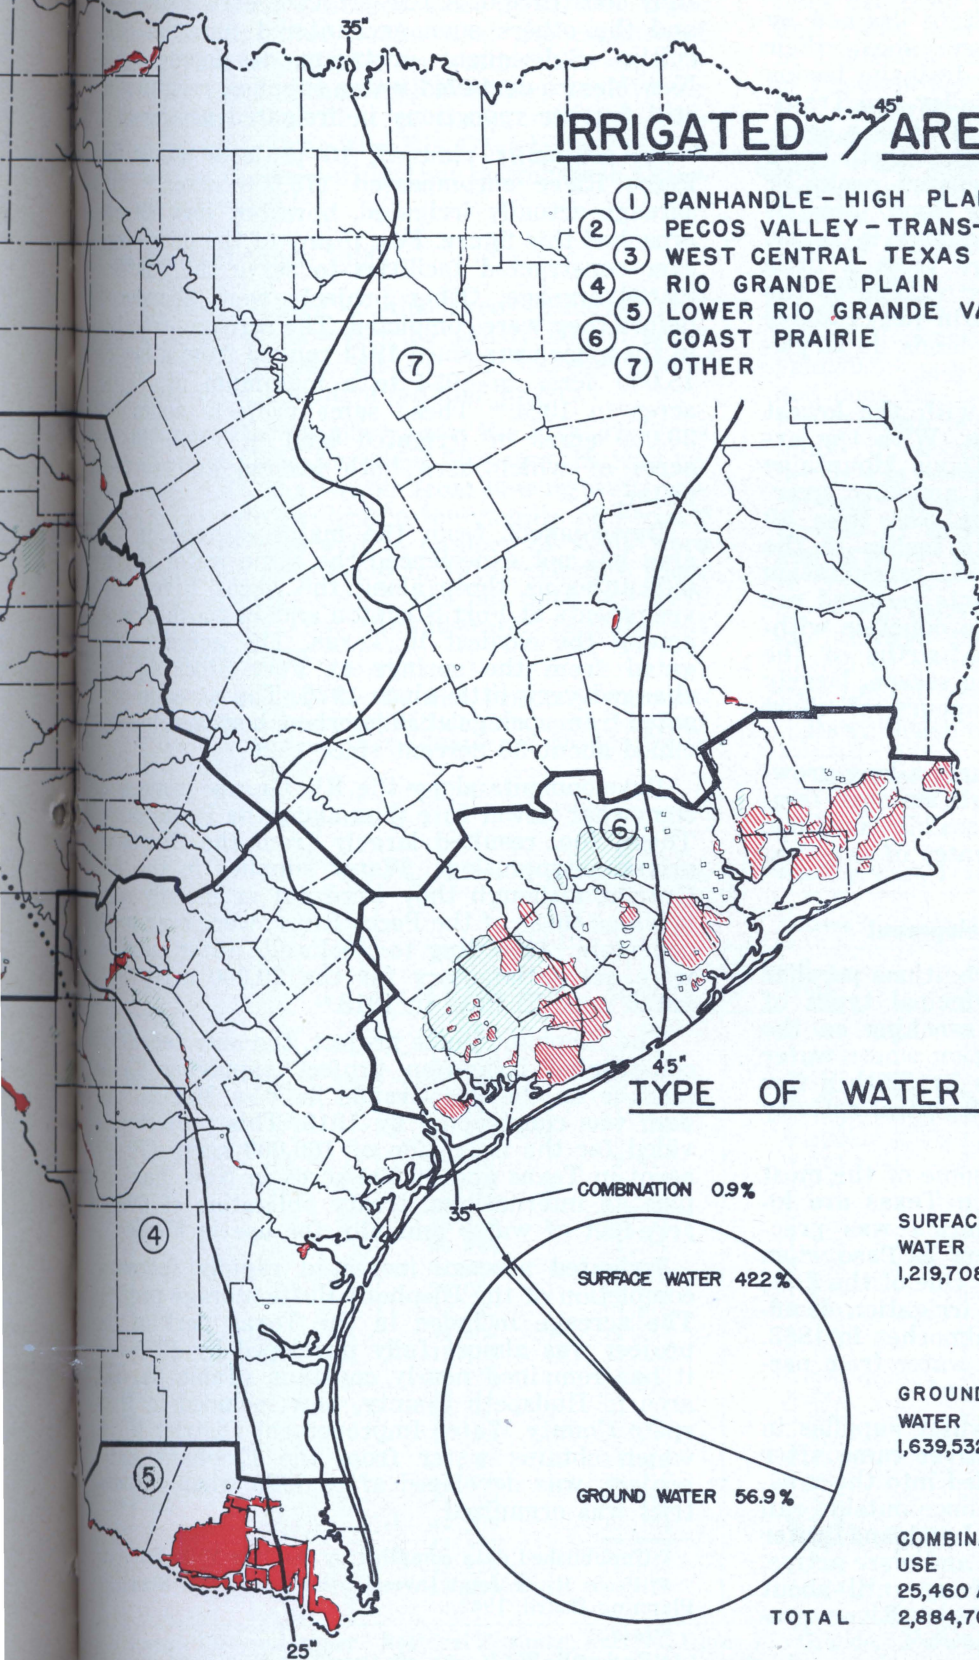 35"
45"
IRRIGATED ARE
1 PANHANDLE - HIGH PLA
2 PECOS VALLEY - TRANS-
3 WEST CENTRAL TEXAS
4 RIO GRANDE PLAIN
5 LOWER RIO GRANDE VA
6 COAST PRAIRIE
7 OTHER
7
6
45"
TYPE OF WATER
35"
COMBINATION 0.9%
4
SURFACE WATER 42.2%
SURFAC
WATER
1,219,708
GROUND
WATER
1,639,532
GROUND WATER 56.9%
5
COMBIN
USE
25,460 A
TOTAL 2,884,70
25"